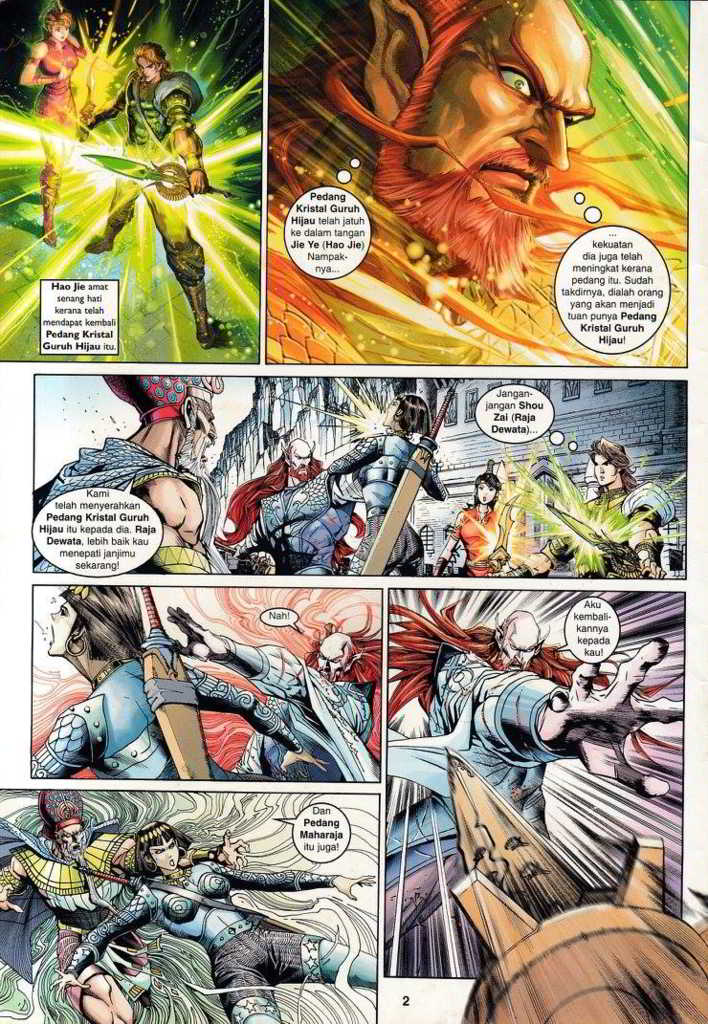 Hao Jie amat
senang hati
kerana telah
mendapat kembali
Pedang Kristal
Guruh Hijau itu.
Pedang
Kristal Guruh
Hijau telah jatuh
ke dalam tangan
Jie Ye (Hao Jie)
Nampak-
nya...
...
kekuatan
dia juga telah
meningkat kerana
pedang itu. Sudah
takdirnya, dialah orang
yang akan menjadi
tuan punya Pedang
Kristal Guruh
Hijau!
Kami
telah menyerahkan
Pedang Kristal Guruh
Hijau itu kepada dia. Raja
Dewata, lebih baik kau
menepati janjimu
sekarang!
Jangan-
jangan Shou
Zai (Raja
Dewata)...
Nah!
Aku
kembali-
kannya
kepada
kau!
Dan
Pedang
Maharaja
itu juga!
2